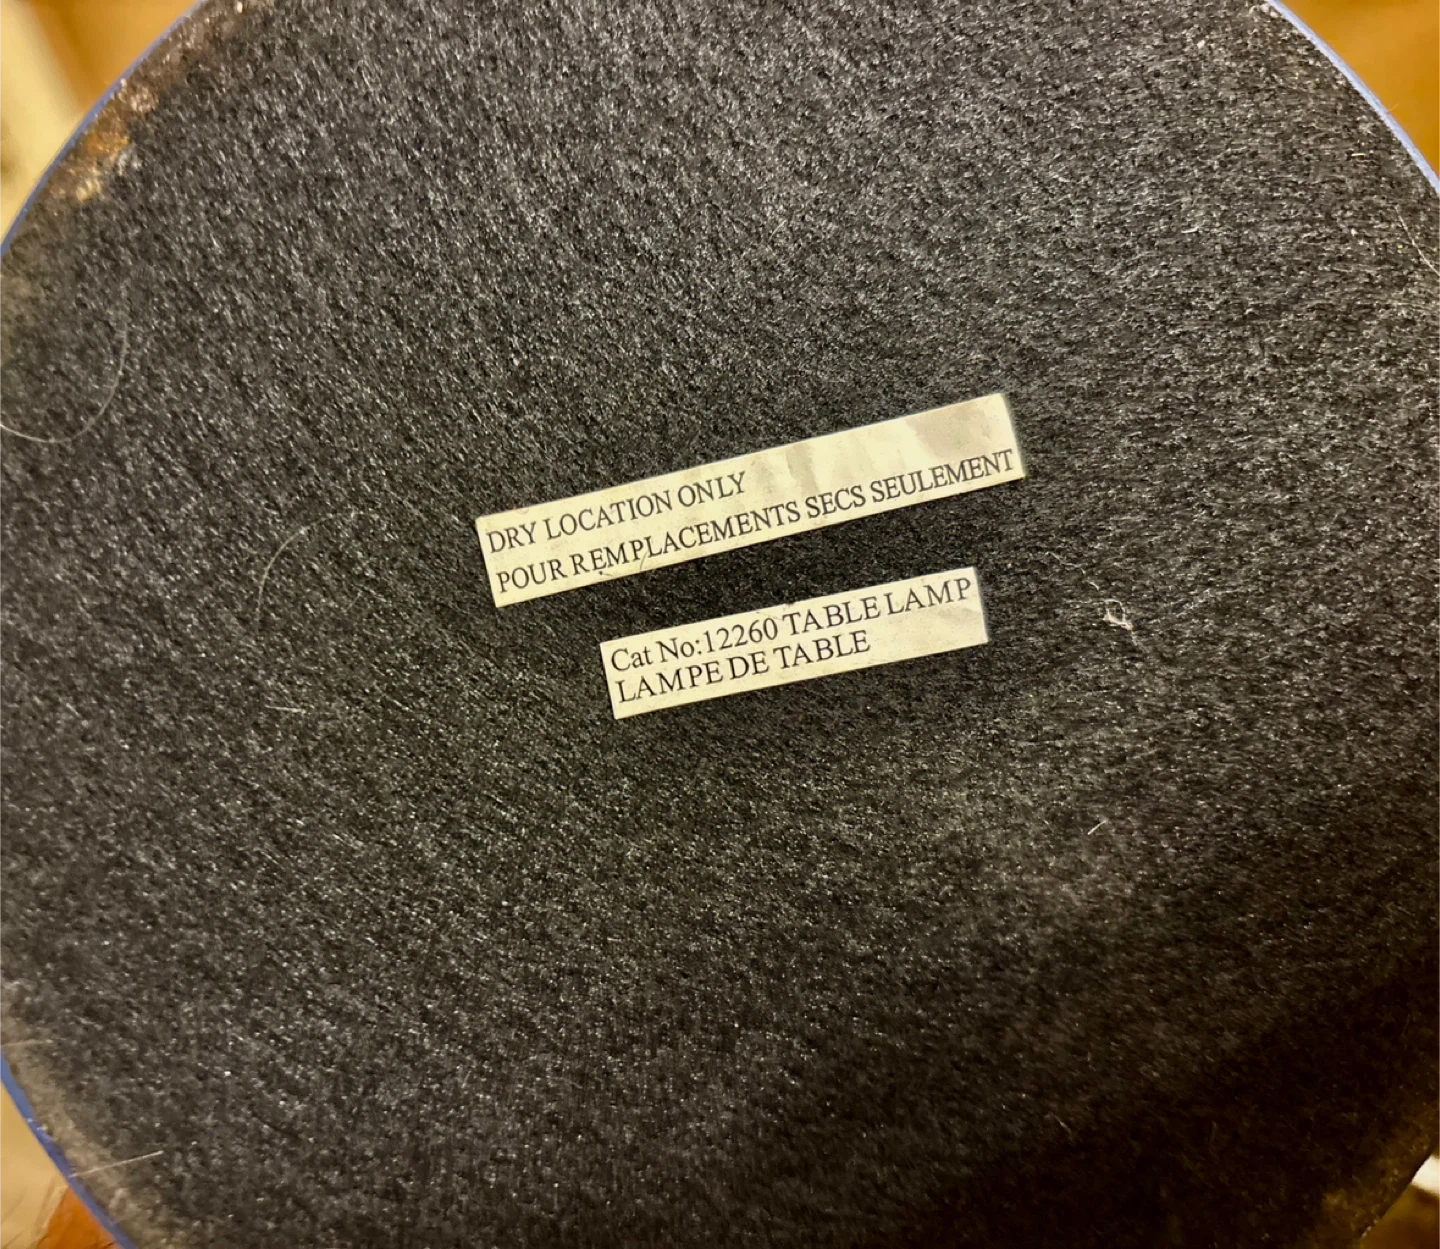 DRY LOCATION ONLY
POUR REMPLACEMENTS SECS SEULEMENT
Cat No:12260 TABLE LAMP
LAMPE DE TABLE